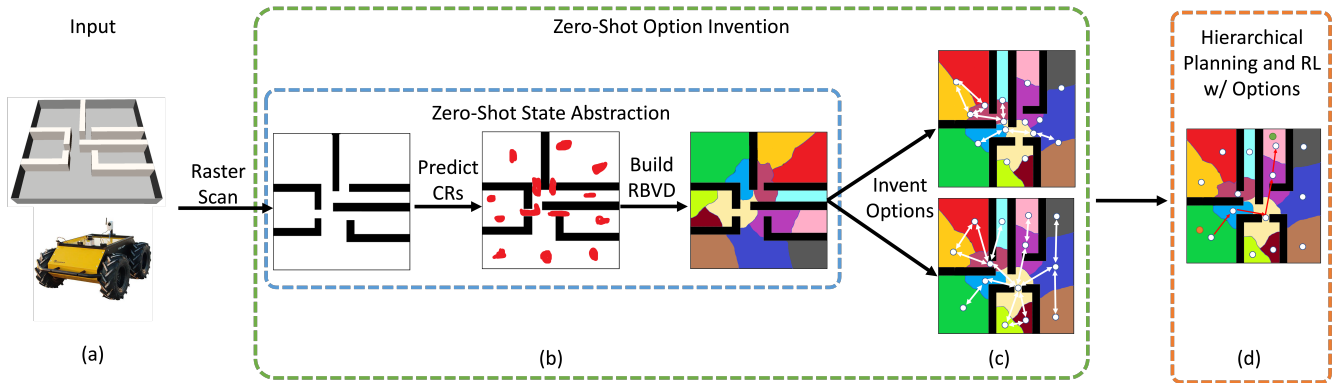 Input
Zero-Shot Option Invention
Hierarchical
Planning and RL
w/ Options
Zero-Shot State Abstraction
Raster
Scan
Predict
CRs
Build
RBVD
Invent
Options
(a)
(b)
(c)
(d)